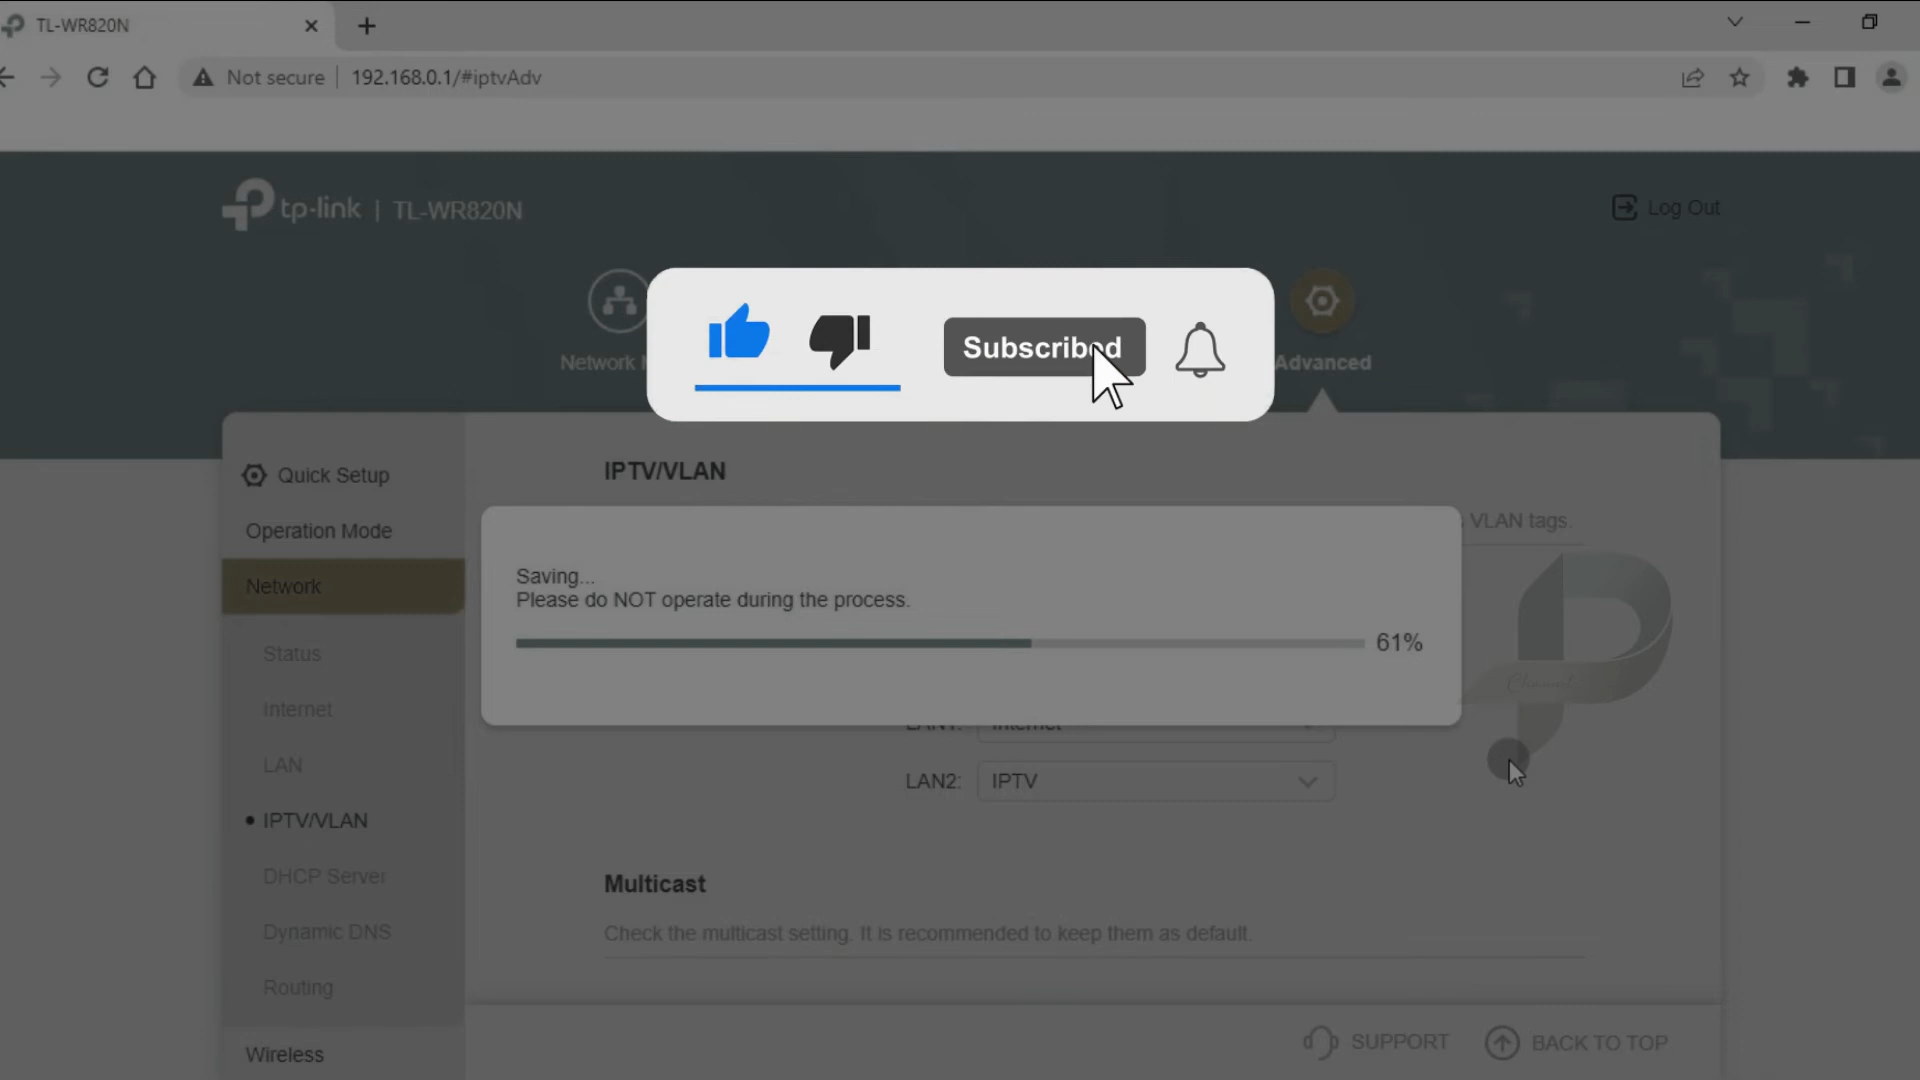 TL-WR820N
Not secure
192.168.0.1/#iptvAdv
tp-link | TL-WR820N
Log Out
Network
Advanced
Subscribed
Quick Setup
Operation Mode
Network
Status
Internet
LAN
IPTV/VLAN
DHCP Server
Dynamic DNS
Routing
Wireless
IPTV/VLAN
VLAN tags.
Saving...
Please do NOT operate during the process.
61%
LAN1: Internet
LAN2: IPTV
Multicast
Check the multicast setting. It is recommended to keep them as default.
SUPPORT
BACK TO TOP